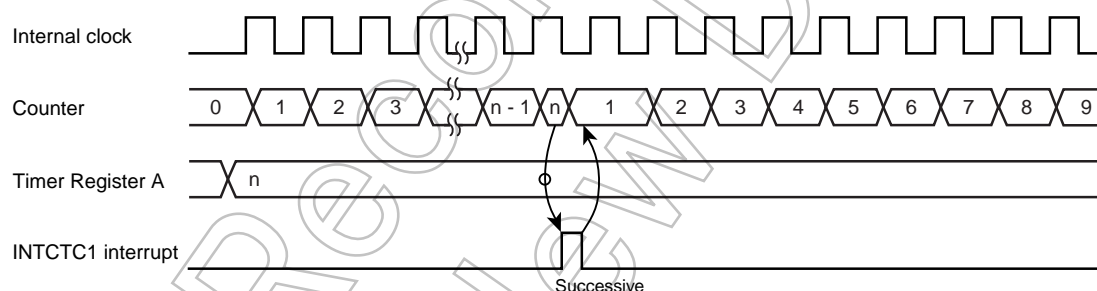 Internal clock
Counter 0 1 2 3 n - 1 n 1 2 3 4 5 6 7 8 9
Timer Register A n
INTCTC1 interrupt
Successive